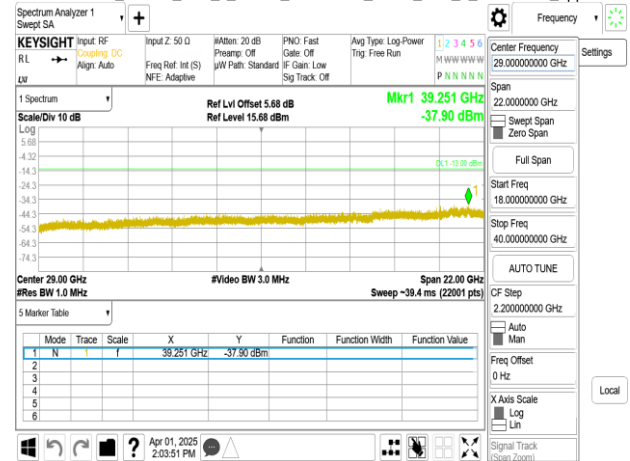 Spectrum Analyzer 1
Swept SA
Frequency
KEYSIGHT
Input: RF
Input Z: 50 Ω
#Atten: 20 dB
PNO: Fast
Avg Type: Log-Power
1 2 3 4 5 6
RL
Coupling: DC
Preamp: Off
Gate: Off
Trig: Free Run
M W W W W W
Align: Auto
Freq Ref: Int (S)
µW Path: Standard
IF Gain: Low
NFE: Adaptive
Sig Track: Off
P N N N N N
Center Frequency
29.000000000 GHz
Settings
Span
22.0000000 GHz
Swept Span
Zero Span
Full Span
Start Freq
18.000000000 GHz
Stop Freq
40.000000000 GHz
AUTO TUNE
CF Step
2.200000000 GHz
Auto
Man
Freq Offset
0 Hz
X Axis Scale
Log
Lin
Signal Track
(Span Zoom)
Local
1 Spectrum
Ref Lvl Offset 5.68 dB
Mkr1 39.251 GHz
Scale/Div 10 dB
Ref Level 15.68 dBm
-37.90 dBm
Log
5.68
-4.32
-14.3
DL1 -13.00 dBm
-24.3
-34.3
1
-44.3
-54.3
-64.3
-74.3
Center 29.00 GHz
#Video BW 3.0 MHz
Span 22.00 GHz
#Res BW 1.0 MHz
Sweep ~39.4 ms (22001 pts)
5 Marker Table
Mode Trace Scale X Y Function Function Width Function Value
1 N 1 f 39.251 GHz -37.90 dBm
2
3
4
5
6
Apr 01, 2025
2:03:51 PM